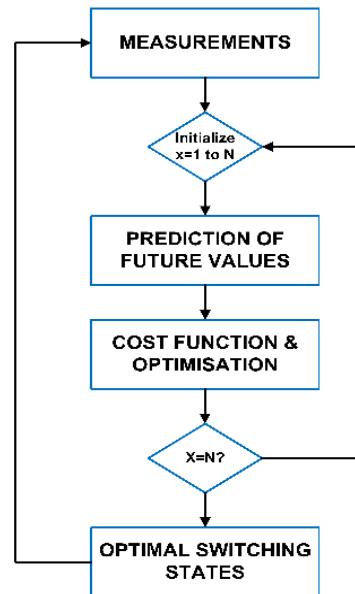 MEASUREMENTS
Initialize
x=1 to N
PREDICTION OF
FUTURE VALUES
COST FUNCTION &
OPTIMISATION
X=N?
OPTIMAL SWITCHING
STATES